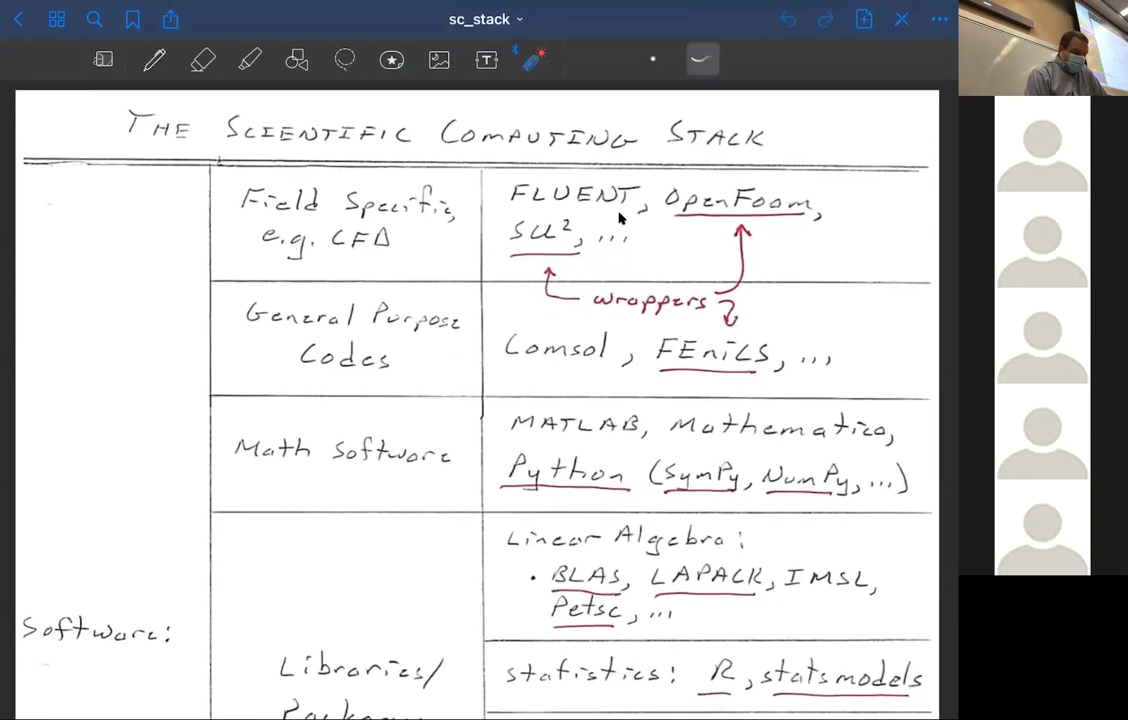 sc_stack
THE SCIENTIFIC COMPUTING STACK
Field Specific,
e.g. CFD
FLUENT, OpenFoam,
SU², ...
wrappers
General Purpose
Codes
Comsol, FEniCS, ...
Math Software
MATLAB, Mathematica,
Python (SymPy, NumPy, ...)
Linear Algebra:
• BLAS, LAPACK, IMSL,
Petsc, ...
Software:
Libraries/
statistics: R, statsmodels